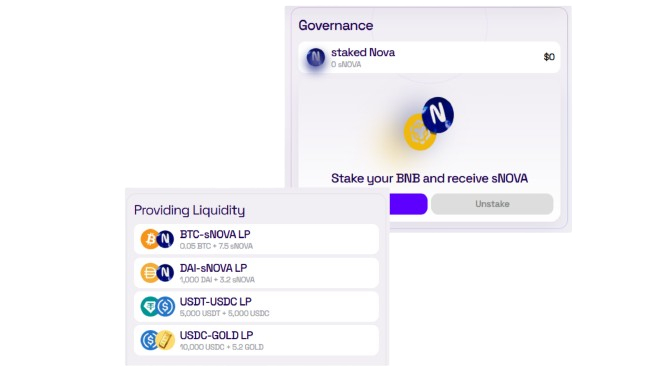 Governance
staked Nova
0 sNOVA
$0
Stake your BNB and receive sNOVA
Unstake
Providing Liquidity
BTC-sNOVA LP
0.05 BTC + 7.5 sNOVA
DAI-sNOVA LP
1,000 DAI + 3.2 sNOVA
USDT-USDC LP
5,000 USDT + 5,000 USDC
USDC-GOLD LP
10,000 USDC + 5.2 GOLD